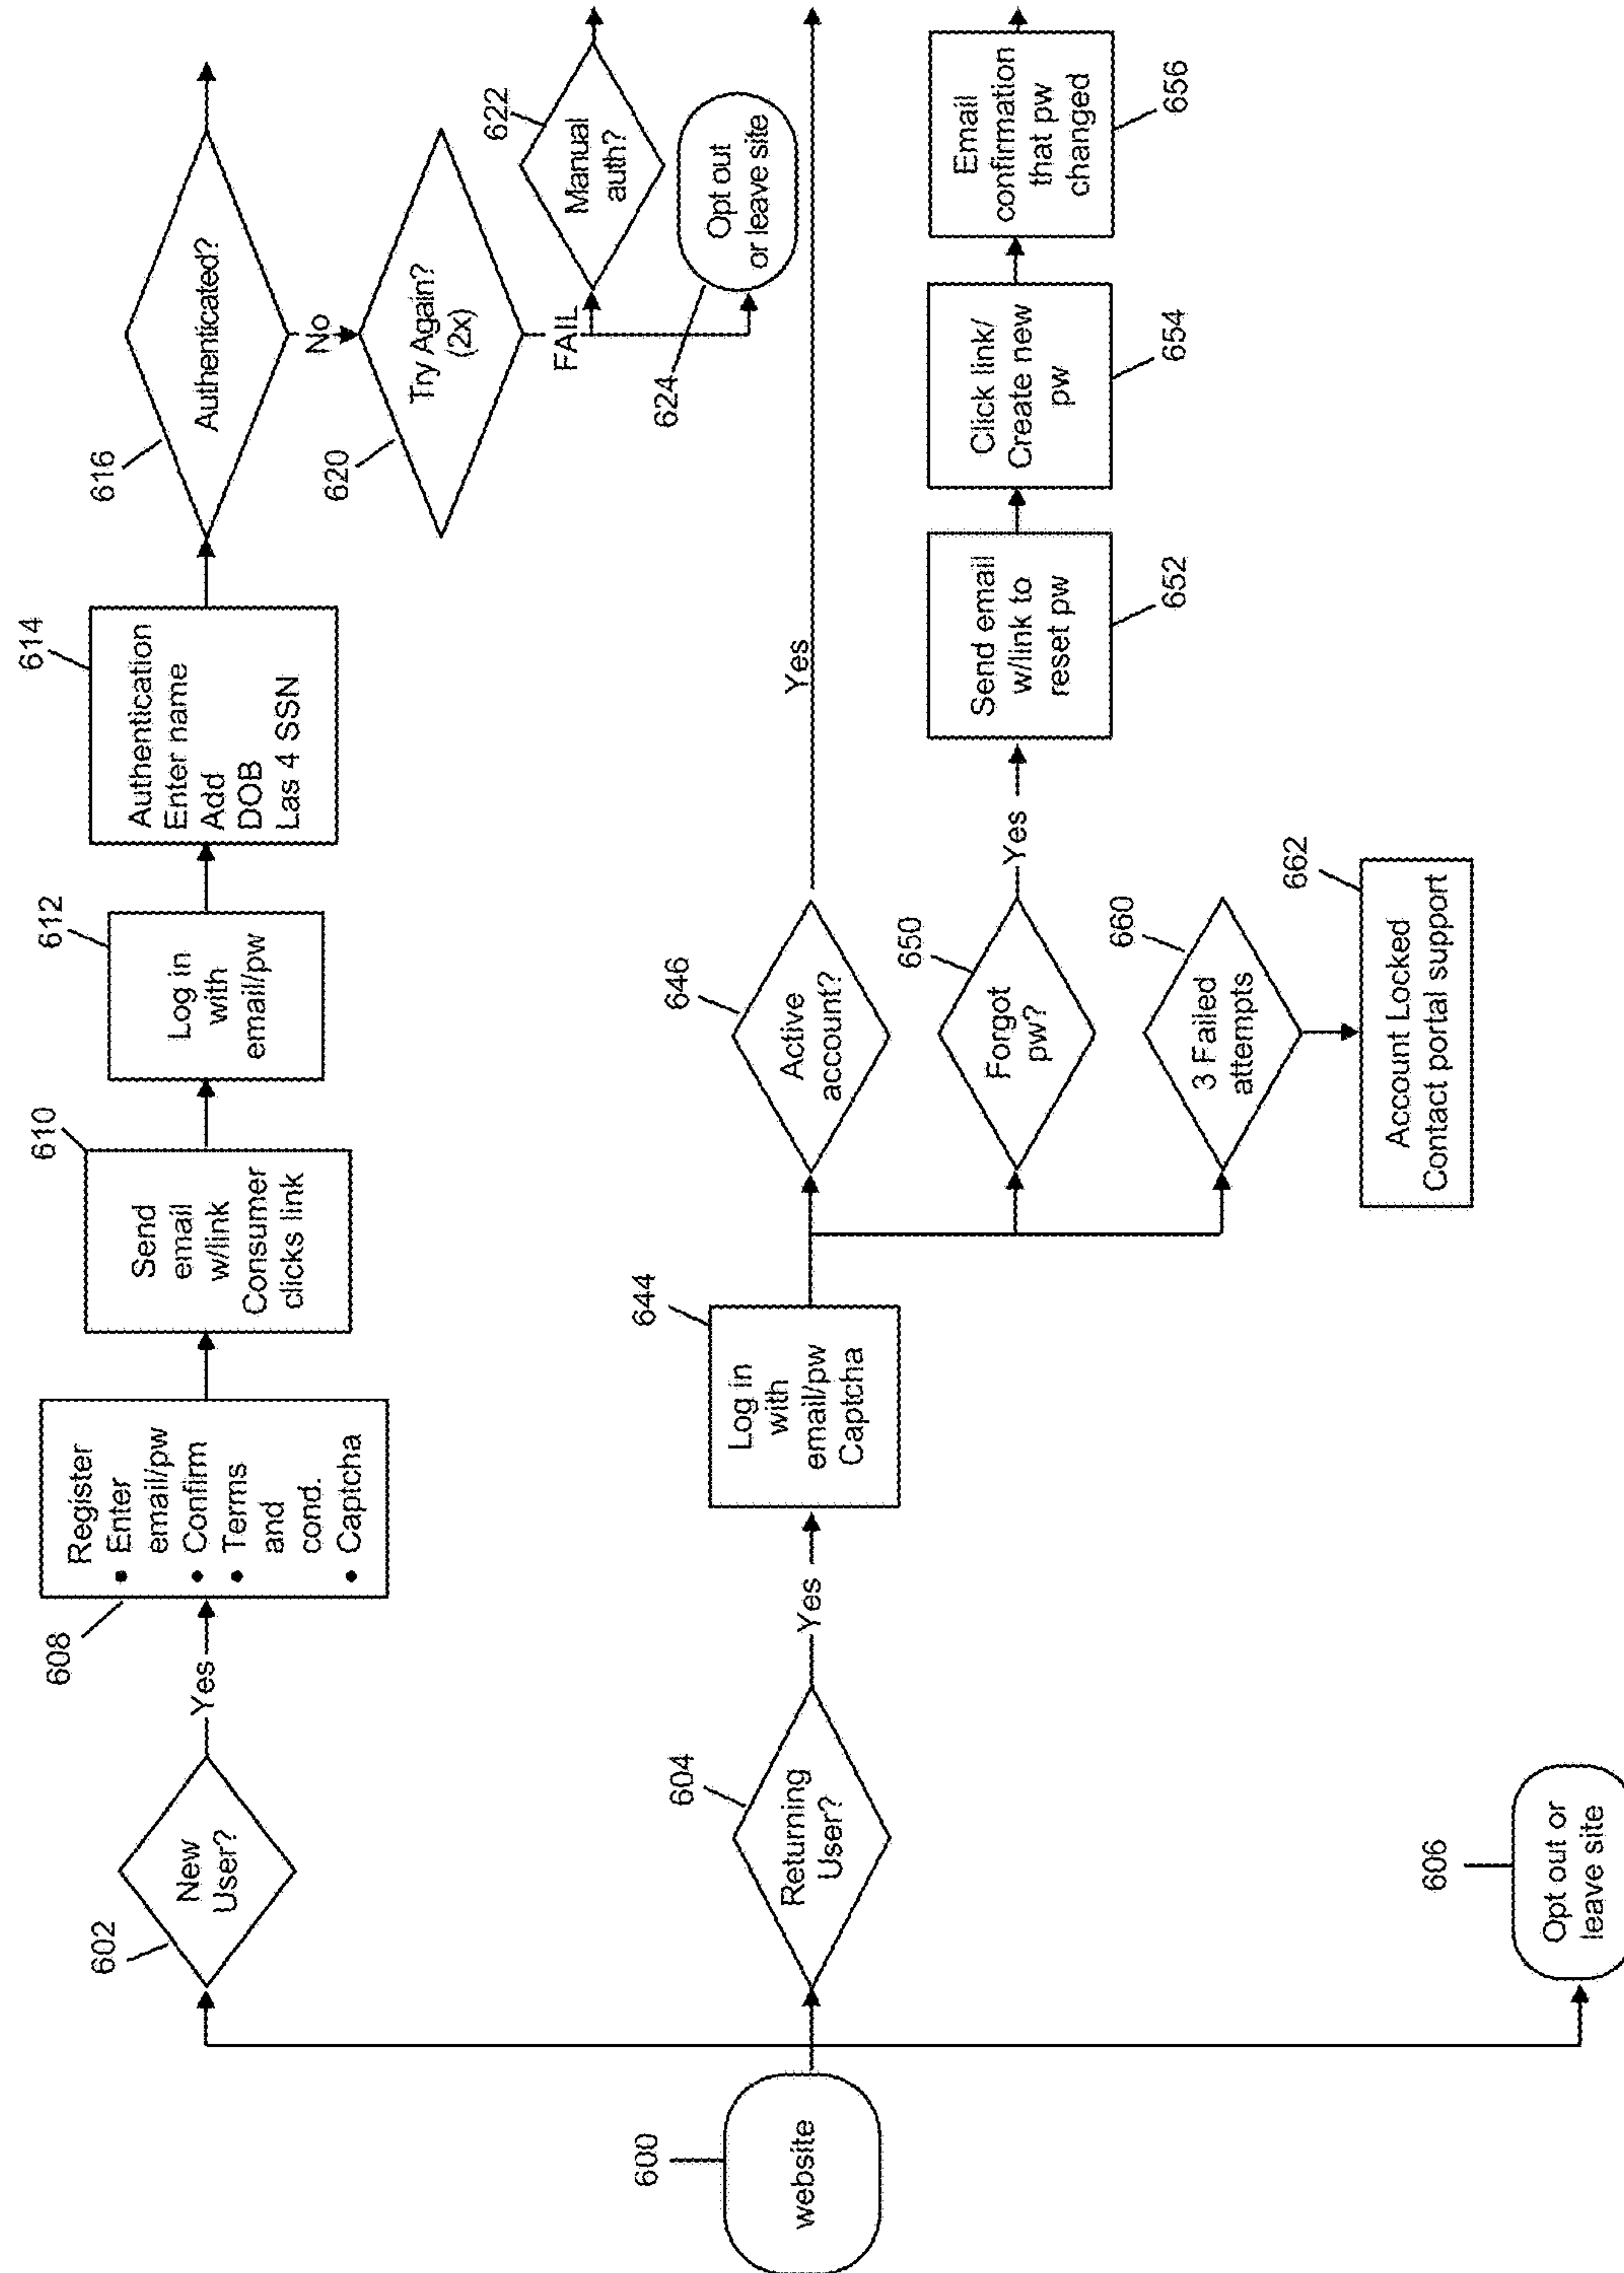 600
website
602
New
User?
Yes
608
Register
• Enter
email/pw
• Confirm
• Terms
and
cond.
• Captcha
610
Send
email
w/link
Consumer
clicks link
612
Log in
with
email/pw
614
Authentication
Enter name
Add
DOB
Las 4 SSN
616
Authenticated?
No
620
Try Again?
(2x)
FAIL
622
Manual
auth?
624
Opt out
or leave site
604
Returning
User?
Yes
644
Log in
with
email/pw
Captcha
646
Active
account?
Yes
650
Forgot
pw?
Yes
652
Send email
w/link to
reset pw
654
Click link/
Create new
pw
656
Email
confirmation
that pw
changed
660
3 Failed
attempts
662
Account Locked
Contact portal support
606
Opt out or
leave site